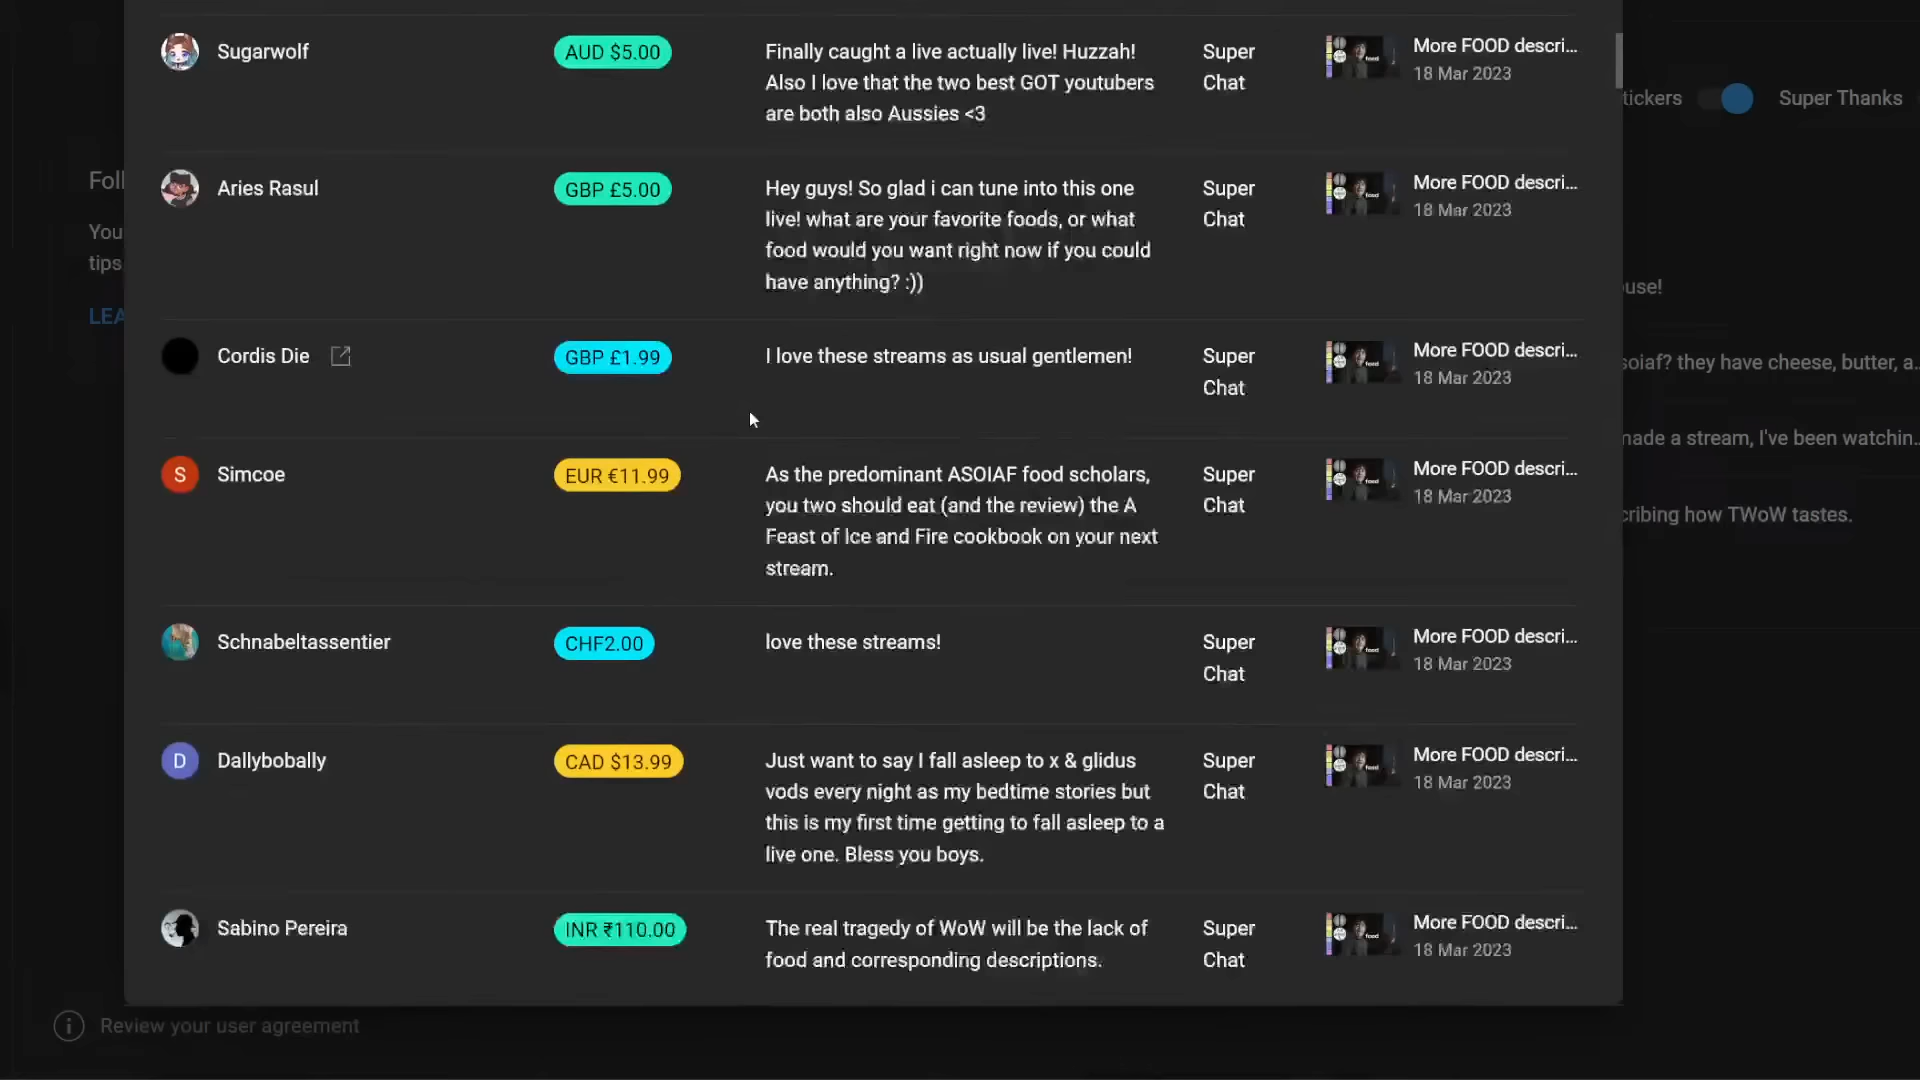 Sugarwolf
AUD $5.00
Finally caught a live actually live! Huzzah!
Also I love that the two best GOT youtubers
are both also Aussies <3
Super
Chat
More FOOD descri...
18 Mar 2023
tickers
Super Thanks
Foll
You
tips
LEA
Aries Rasul
GBP £5.00
Hey guys! So glad i can tune into this one
live! what are your favorite foods, or what
food would you want right now if you could
have anything? :))
Super
Chat
More FOOD descri...
18 Mar 2023
use!
Cordis Die
GBP £1.99
I love these streams as usual gentlemen!
Super
Chat
More FOOD descri...
18 Mar 2023
soiaf? they have cheese, butter, a...
made a stream, I've been watchin...
S
Simcoe
EUR €11.99
As the predominant ASOIAF food scholars,
you two should eat (and the review) the A
Feast of Ice and Fire cookbook on your next
stream.
Super
Chat
More FOOD descri...
18 Mar 2023
cribing how TWoW tastes.
Schnabeltassentier
CHF2.00
love these streams!
Super
Chat
More FOOD descri...
18 Mar 2023
D
Dallybobally
CAD $13.99
Just want to say I fall asleep to x & glidus
vods every night as my bedtime stories but
this is my first time getting to fall asleep to a
live one. Bless you boys.
Super
Chat
More FOOD descri...
18 Mar 2023
Sabino Pereira
INR ₹110.00
The real tragedy of WoW will be the lack of
food and corresponding descriptions.
Super
Chat
More FOOD descri...
18 Mar 2023
Review your user agreement